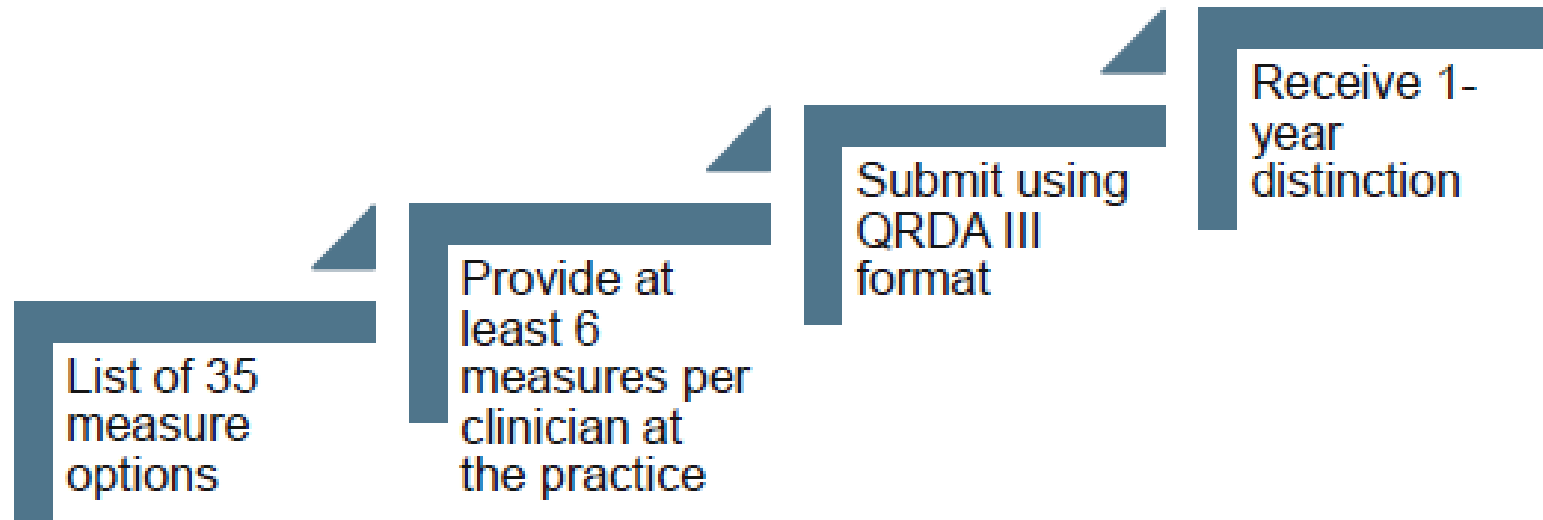 List of 35
measure
options
Provide at
least 6
measures per
clinician at
the practice
Submit using
QRDA III
format
Receive 1-
year
distinction